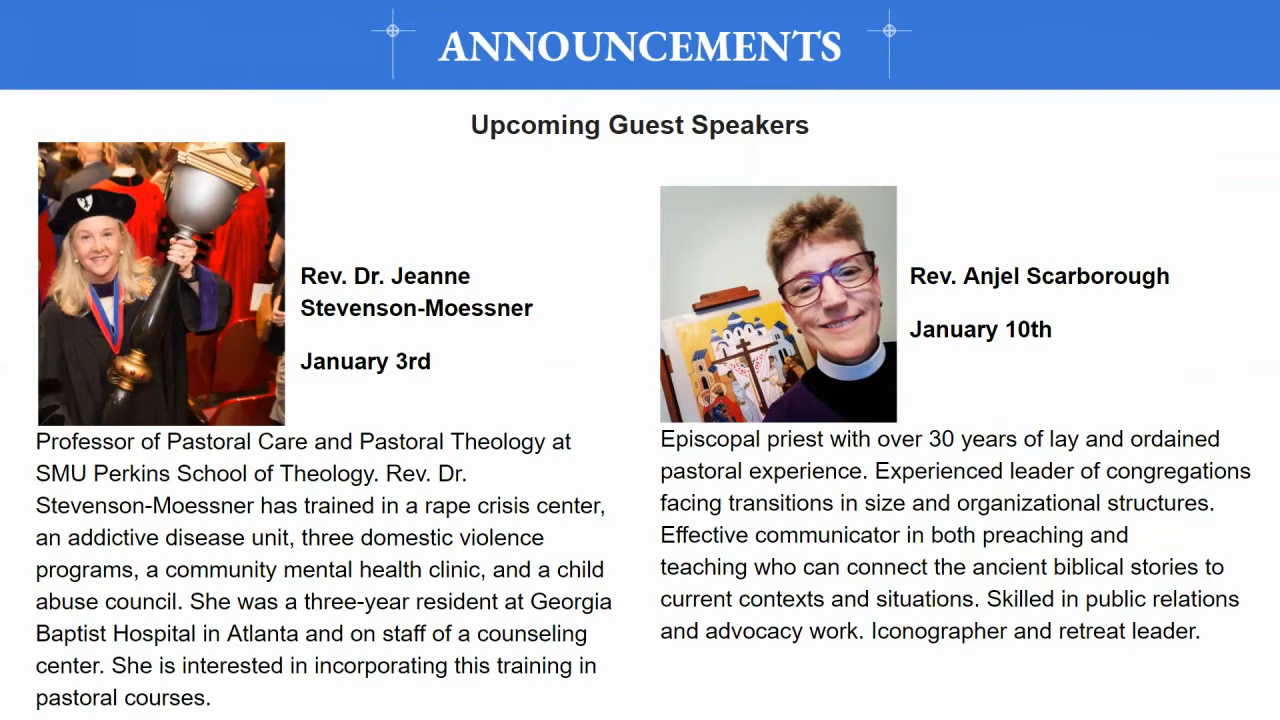 ANNOUNCEMENTS
Upcoming Guest Speakers
Rev. Dr. Jeanne
Stevenson-Moessner
January 3rd
Professor of Pastoral Care and Pastoral Theology at
SMU Perkins School of Theology. Rev. Dr.
Stevenson-Moessner has trained in a rape crisis center,
an addictive disease unit, three domestic violence
programs, a community mental health clinic, and a child
abuse council. She was a three-year resident at Georgia
Baptist Hospital in Atlanta and on staff of a counseling
center. She is interested in incorporating this training in
pastoral courses.
Rev. Anjel Scarborough
January 10th
Episcopal priest with over 30 years of lay and ordained
pastoral experience. Experienced leader of congregations
facing transitions in size and organizational structures.
Effective communicator in both preaching and
teaching who can connect the ancient biblical stories to
current contexts and situations. Skilled in public relations
and advocacy work. Iconographer and retreat leader.